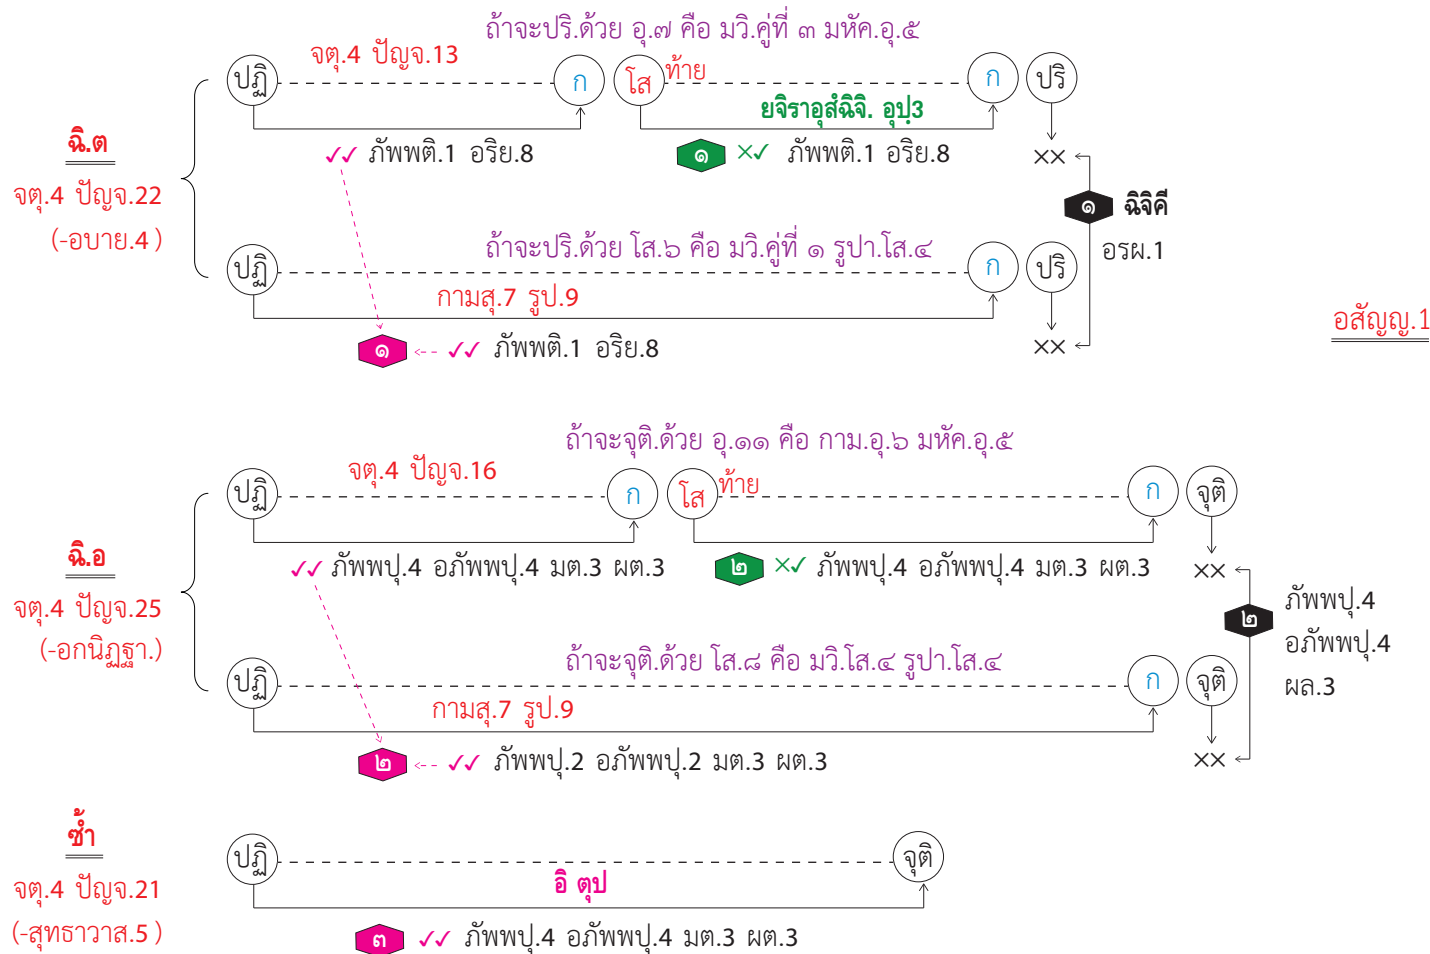 ถ้าจะปริ.ด้วย อุ.๗ คือ มวิ.คู่ที่ ๓ มหัค.อุ.๕
จตุ.4 ปัญจ.13
ปฏิ
ก
โส
ท้าย
ก
ปริ
ยจิราอุสํฉิจิ. อุปฺ3
ฉิ.ต
✓✓ ภัพพติ.1 อริย.8
๑ ×✓ ภัพพติ.1 อริย.8
××
จตุ.4 ปัญจ.22
(-อบาย.4 )
๑ ฉิจิคี
อรผ.1
ถ้าจะปริ.ด้วย โส.๖ คือ มวิ.คู่ที่ ๑ รูปา.โส.๔
ปฏิ
ก
ปริ
กามสุ.7 รูป.9
อสัญญ.1
๑ ✓✓ ภัพพติ.1 อริย.8
××
ถ้าจะจุติ.ด้วย อุ.๑๑ คือ กาม.อุ.๖ มหัค.อุ.๕
จตุ.4 ปัญจ.16
ปฏิ
ก
โส
ท้าย
ก
จุติ
ฉิ.อ
✓✓ ภัพพปุ.4 อภัพพปุ.4 มต.3 ผต.3
๒ ×✓ ภัพพปุ.4 อภัพพปุ.4 มต.3 ผต.3
××
จตุ.4 ปัญจ.25
(-อกนิฏฐา.)
๒
ภัพพปุ.4
อภัพพปุ.4
ผล.3
ถ้าจะจุติ.ด้วย โส.๘ คือ มวิ.โส.๔ รูปา.โส.๔
ปฏิ
ก
จุติ
กามสุ.7 รูป.9
๒ ✓✓ ภัพพปุ.2 อภัพพปุ.2 มต.3 ผต.3
××
ซ้ำ
ปฏิ
จุติ
อิ ตุป
จตุ.4 ปัญจ.21
(-สุทธาวาส.5 )
๓ ✓✓ ภัพพปุ.4 อภัพพปุ.4 มต.3 ผต.3